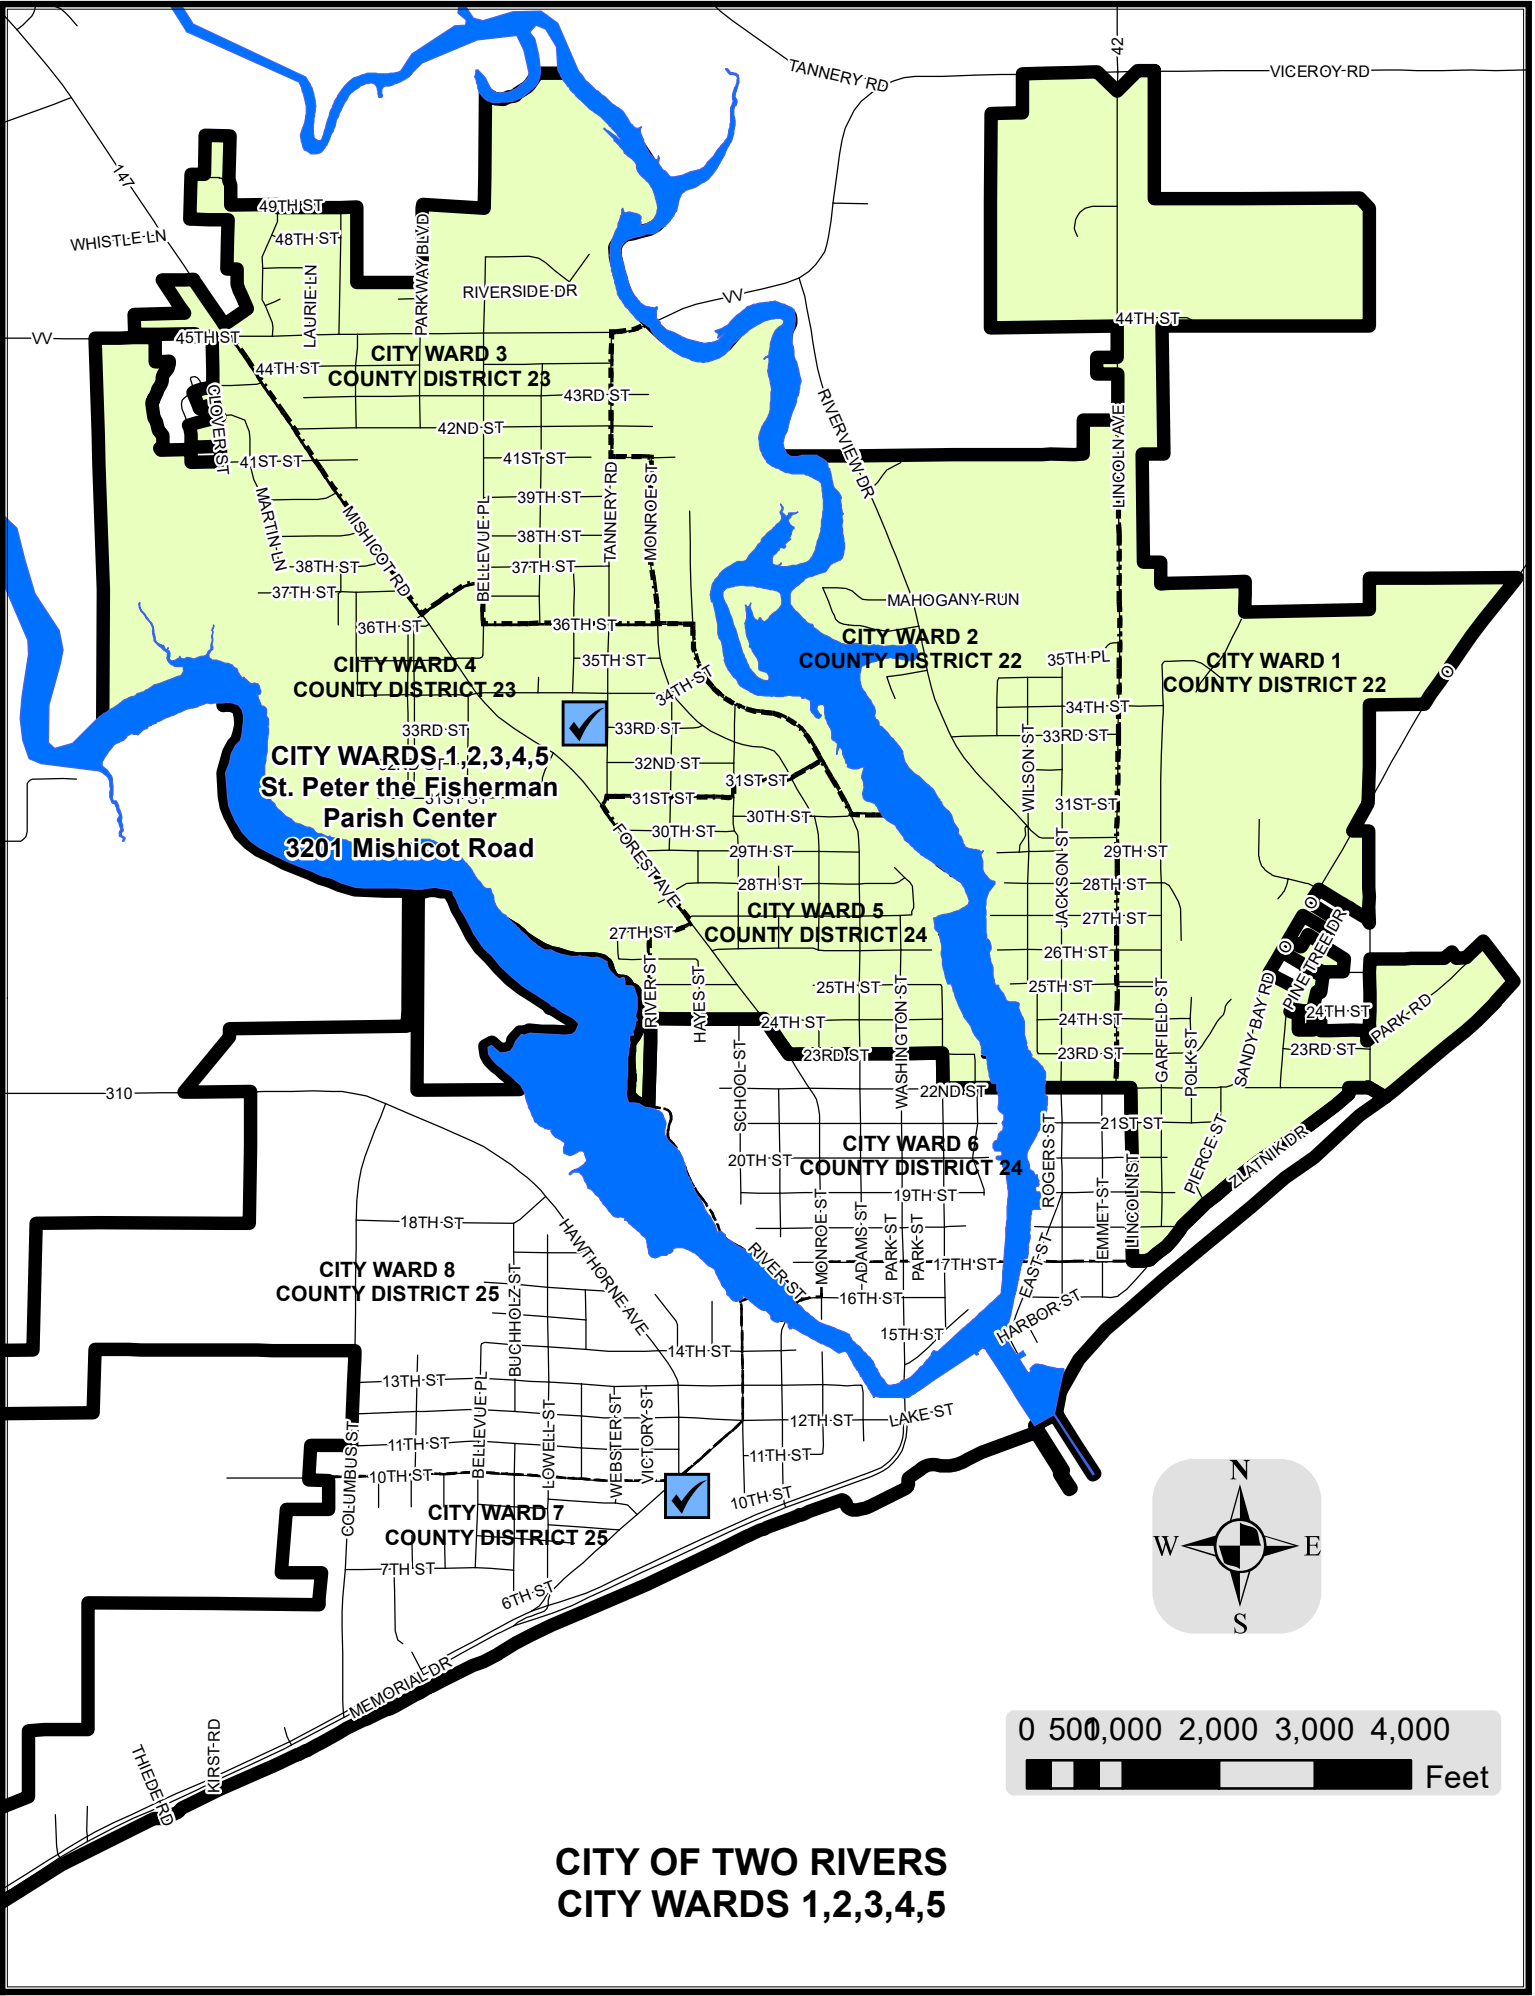 42
TANNERY RD
VICEROY RD
147
49TH ST
WHISTLE LN
48TH ST
PARKWAY BLVD
LAURIE LN
RIVERSIDE DR
VV
VV
45TH ST
44TH ST
CITY WARD 3
COUNTY DISTRICT 23
44TH ST
43RD ST
CLOVER ST
42ND ST
RIVERVIEW DR
LINCOLN AVE
41ST ST
41ST ST
MARTIN LN
MISHICOT RD
BELLEVUE PL
39TH ST
TANNERY RD
MONROE ST
38TH ST
38TH ST
37TH ST
37TH ST
MAHOGANY RUN
36TH ST
36TH ST
CITY WARD 2
COUNTY DISTRICT 22
35TH PL
CITY WARD 1
COUNTY DISTRICT 22
O
CITY WARD 4
COUNTY DISTRICT 23
35TH ST
34TH ST
34TH ST
33RD ST
33RD ST
33RD ST
WILSON ST
CITY WARDS 1,2,3,4,5
St. Peter the Fisherman
Parish Center
3201 Mishicot Road
32ND ST
32ND ST
31ST ST
31ST ST
31ST ST
31ST ST
30TH ST
30TH ST
FOREST AVE
29TH ST
29TH ST
JACKSON ST
28TH ST
28TH ST
CITY WARD 5
COUNTY DISTRICT 24
27TH ST
27TH ST
O
O
PINE TREE DR
26TH ST
RIVER ST
HAYES ST
25TH ST
25TH ST
WASHINGTON ST
GARFIELD ST
SANDY BAY RD
24TH ST
24TH ST
24TH ST
PARK RD
23RD ST
23RD ST
23RD ST
POLK ST
310
SCHOOL ST
22ND ST
21ST ST
ROGERS ST
CITY WARD 6
COUNTY DISTRICT 24
20TH ST
PIERCE ST
ZLATNIK DR
19TH ST
18TH ST
HAWTHORNE AVE
MONROE ST
ADAMS ST
PARK ST
PARK ST
EMMET ST
LINCOLN ST
17TH ST
EAST ST
RIVER ST
CITY WARD 8
COUNTY DISTRICT 25
BUCHHOLZ ST
16TH ST
HARBOR ST
15TH ST
14TH ST
13TH ST
BELLEVUE PL
LOWELL ST
WEBSTER ST
VICTORY ST
12TH ST
LAKE ST
COLUMBUS ST
11TH ST
11TH ST
10TH ST
10TH ST
CITY WARD 7
COUNTY DISTRICT 25
7TH ST
6TH ST
MEMORIAL DR
KIRST RD
THIEDE RD
N
W E
S
0 500 1,000 2,000 3,000 4,000
Feet
CITY OF TWO RIVERS
CITY WARDS 1,2,3,4,5